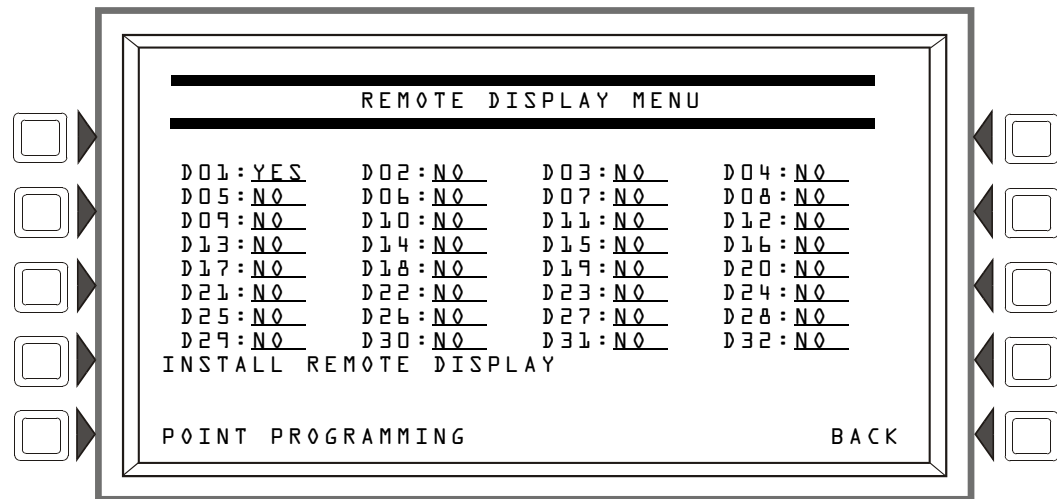 REMOTE DISPLAY MENU
D01:YES D02:NO D03:NO D04:NO
D05:NO D06:NO D07:NO D08:NO
D09:NO D10:NO D11:NO D12:NO
D13:NO D14:NO D15:NO D16:NO
D17:NO D18:NO D19:NO D20:NO
D21:NO D22:NO D23:NO D24:NO
D25:NO D26:NO D27:NO D28:NO
D29:NO D30:NO D31:NO D32:NO
INSTALL REMOTE DISPLAY
POINT PROGRAMMING BACK